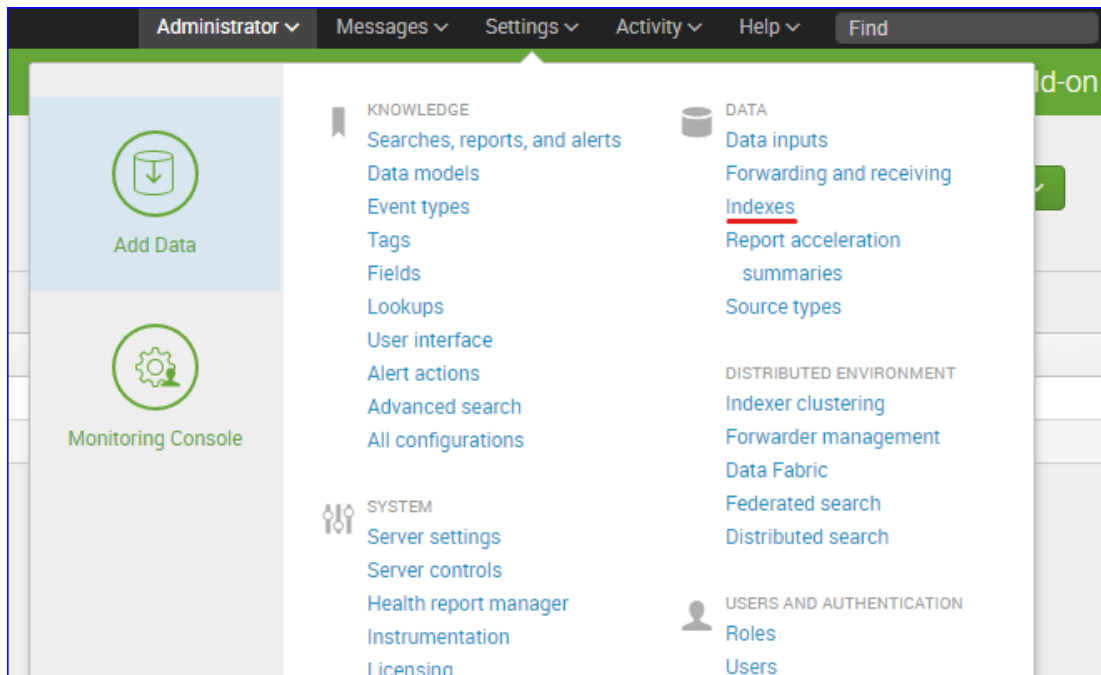 Administrator Messages Settings Activity Help Find
ld-on
Add Data
Monitoring Console
KNOWLEDGE
Searches, reports, and alerts
Data models
Event types
Tags
Fields
Lookups
User interface
Alert actions
Advanced search
All configurations
SYSTEM
Server settings
Server controls
Health report manager
Instrumentation
Licensing
DATA
Data inputs
Forwarding and receiving
Indexes
Report acceleration
summaries
Source types
DISTRIBUTED ENVIRONMENT
Indexer clustering
Forwarder management
Data Fabric
Federated search
Distributed search
USERS AND AUTHENTICATION
Roles
Users